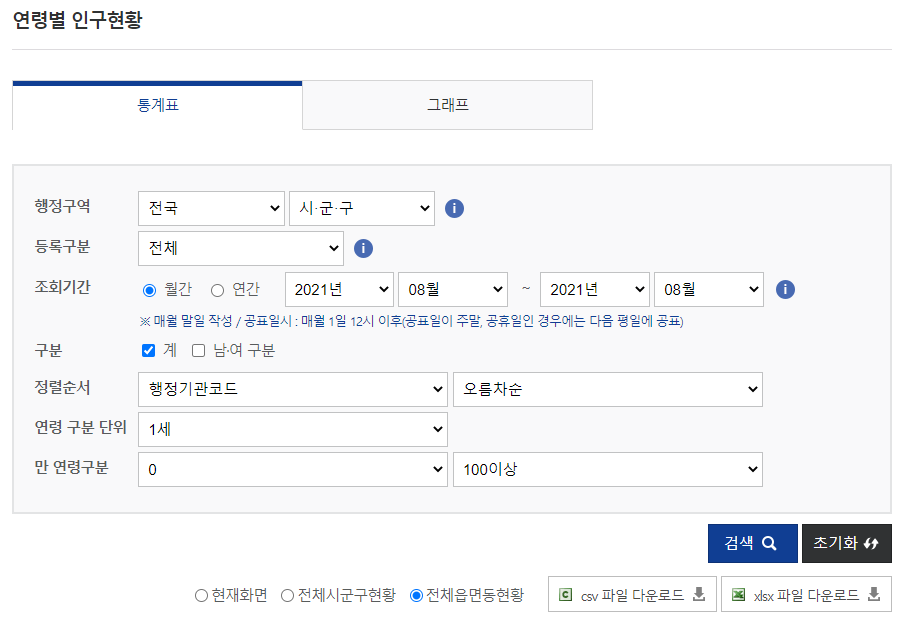 연령별 인구현황
통계표 그래프
행정구역 전국 시·군·구 i
등록구분 전체 i
조회기간 월간 연간 2021년 08월 ~ 2021년 08월 i
※ 매월 말일 작성 / 공표일시 : 매월 1일 12시 이후(공표일이 주말, 공휴일인 경우에는 다음 평일에 공표)
구분 계 남·여 구분
정렬순서 행정기관코드 오름차순
연령 구분 단위 1세
만 연령구분 0 100이상
검색 초기화
현재화면 전체시군구현황 전체읍면동현황 csv 파일 다운로드 xlsx 파일 다운로드